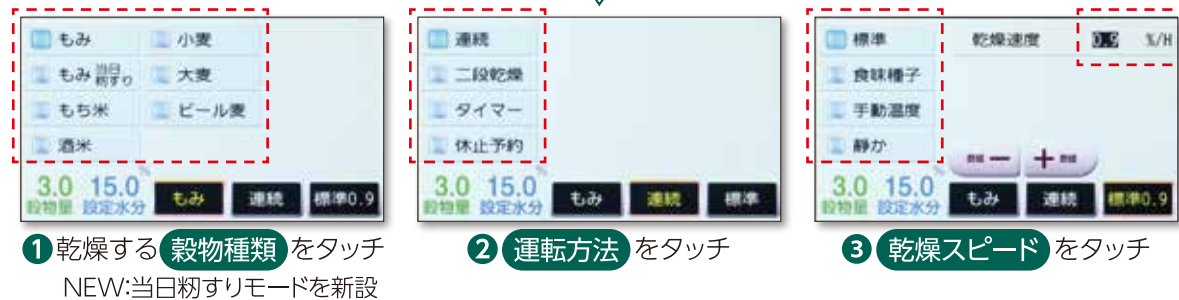 もみ 小麦
もみ 当日籾すり 大麦
もち米 ビール麦
酒米
3.0 15.0 %
穀物量 設定水分 もみ 連続 標準0.9
❶乾燥する 穀物種類 をタッチ
NEW:当日籾すりモードを新設
連続
二段乾燥
タイマー
休止予約
3.0 15.0 %
穀物量 設定水分 もみ 連続 標準
❷ 運転方法 をタッチ
標準 乾燥速度 0.9 %/H
食味種子
手動温度
静か
－ ＋
3.0 15.0 %
穀物量 設定水分 もみ 連続 標準0.9
❸ 乾燥スピード をタッチ